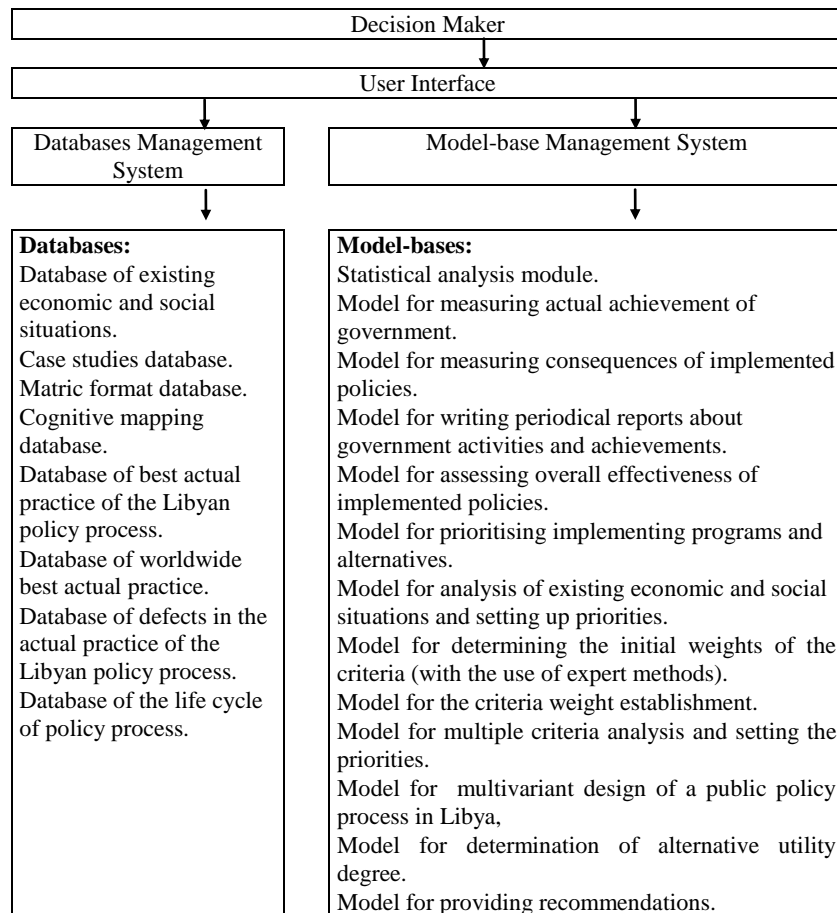 Decision Maker
User Interface
Databases Management
System
Model-base Management System
Databases:
Database of existing
economic and social
situations.
Case studies database.
Matric format database.
Cognitive mapping
database.
Database of best actual
practice of the Libyan
policy process.
Database of worldwide
best actual practice.
Database of defects in the
actual practice of the
Libyan policy process.
Database of the life cycle
of policy process.
Model-bases:
Statistical analysis module.
Model for measuring actual achievement of
government.
Model for measuring consequences of implemented
policies.
Model for writing periodical reports about
government activities and achievements.
Model for assessing overall effectiveness of
implemented policies.
Model for prioritising implementing programs and
alternatives.
Model for analysis of existing economic and social
situations and setting up priorities.
Model for determining the initial weights of the
criteria (with the use of expert methods).
Model for the criteria weight establishment.
Model for multiple criteria analysis and setting the
priorities.
Model for multivariant design of a public policy
process in Libya,
Model for determination of alternative utility
degree.
Model for providing recommendations.